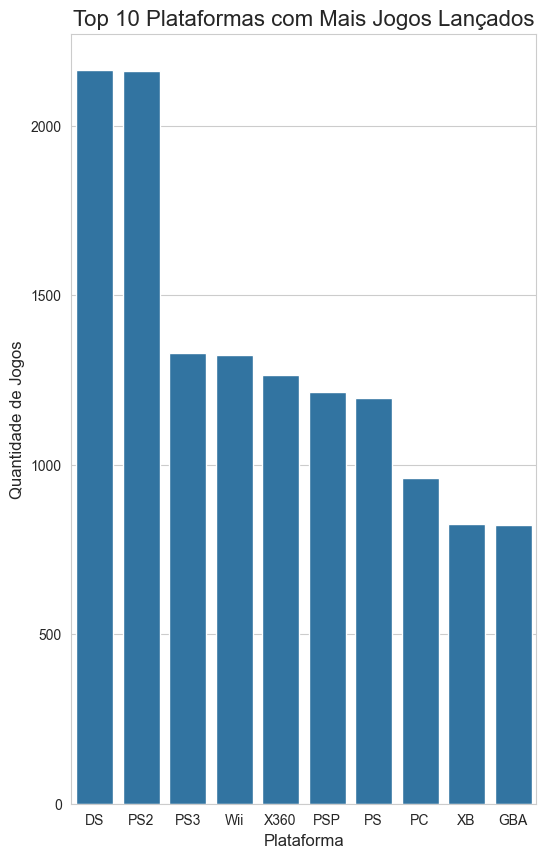 Top 10 Plataformas com Mais Jogos Lançados
Quantidade de Jogos
2000
1500
1000
500
0
DS PS2 PS3 Wii X360 PSP PS PC XB GBA
Plataforma